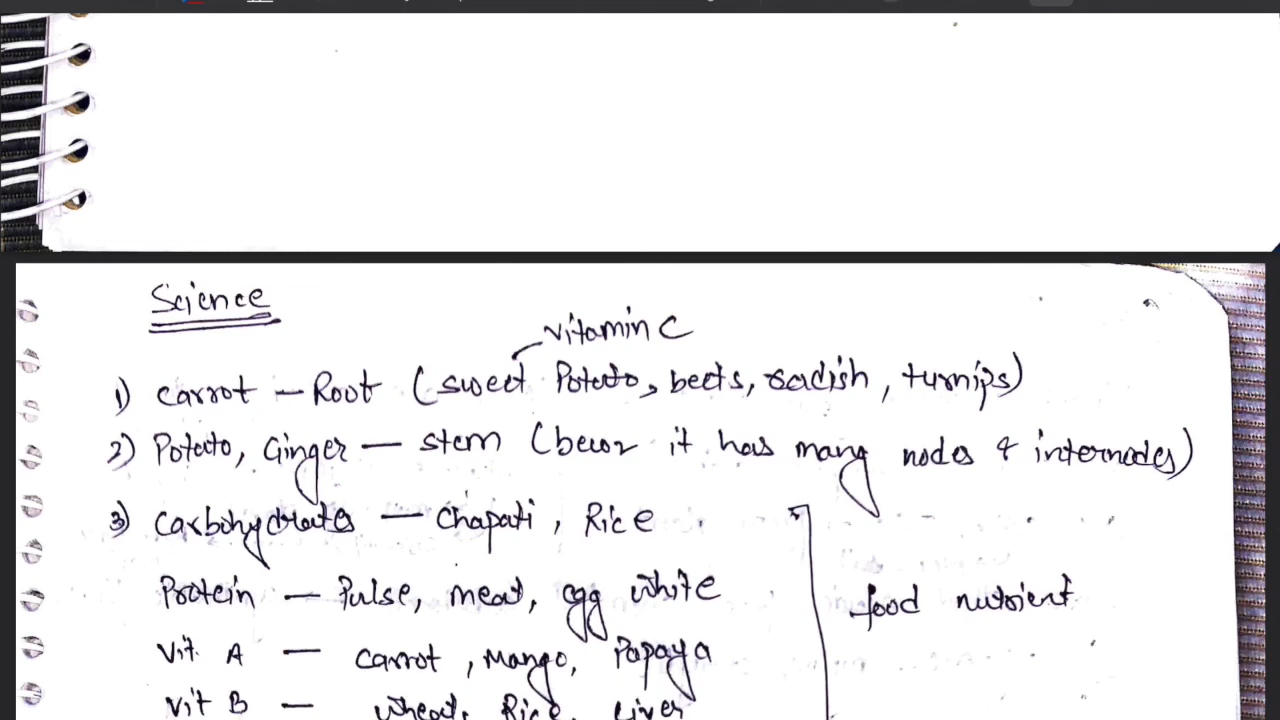 Science
vitamin C
1) Carrot – Root (sweet Potato, beets, radish, turnips)
2) Potato, Ginger — stem (becoz it has many nodes & internodes)
3) Carbohydrates — Chapati, Rice
Protein — Pulse, meat, egg white
food nutrient
Vit. A — Carrot, Mango, Papaya
Vit B — Wheat, Rice, Liver